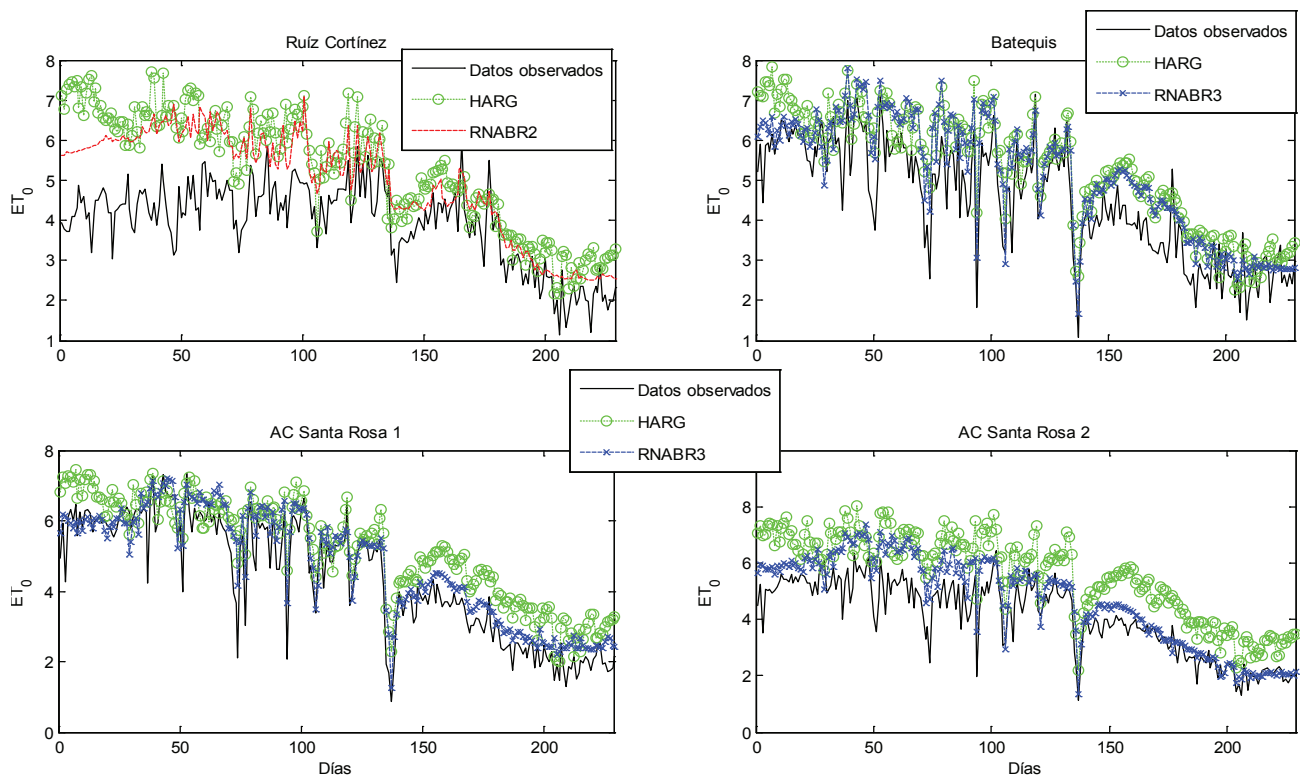 Ruíz Cortínez
Datos observados
HARG
RNABR2
8
7
6
5
4
3
2
1
ET0
0
50
100
150
200
Batequis
Datos observados
HARG
RNABR3
8
7
6
5
4
3
2
1
ET0
0
50
100
150
200
Datos observados
HARG
RNABR3
AC Santa Rosa 1
8
6
4
2
0
ET0
0
50
100
150
200
Días
AC Santa Rosa 2
8
6
4
2
0
ET0
0
50
100
150
200
Días